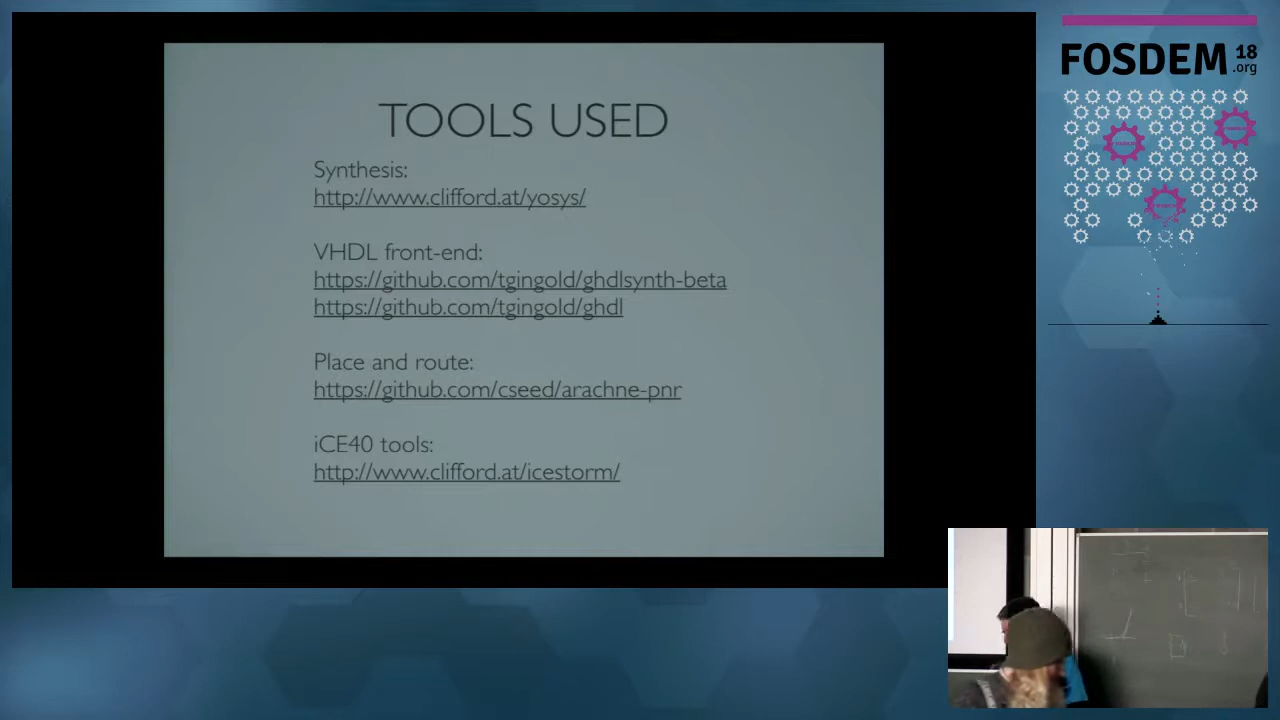 TOOLS USED
Synthesis:
http://www.clifford.at/yosys/
VHDL front-end:
https://github.com/tgingold/ghdlsynth-beta
https://github.com/tgingold/ghdl
Place and route:
https://github.com/cseed/arachne-pnr
iCE40 tools:
http://www.clifford.at/icestorm/
FOSDEM 18
.org